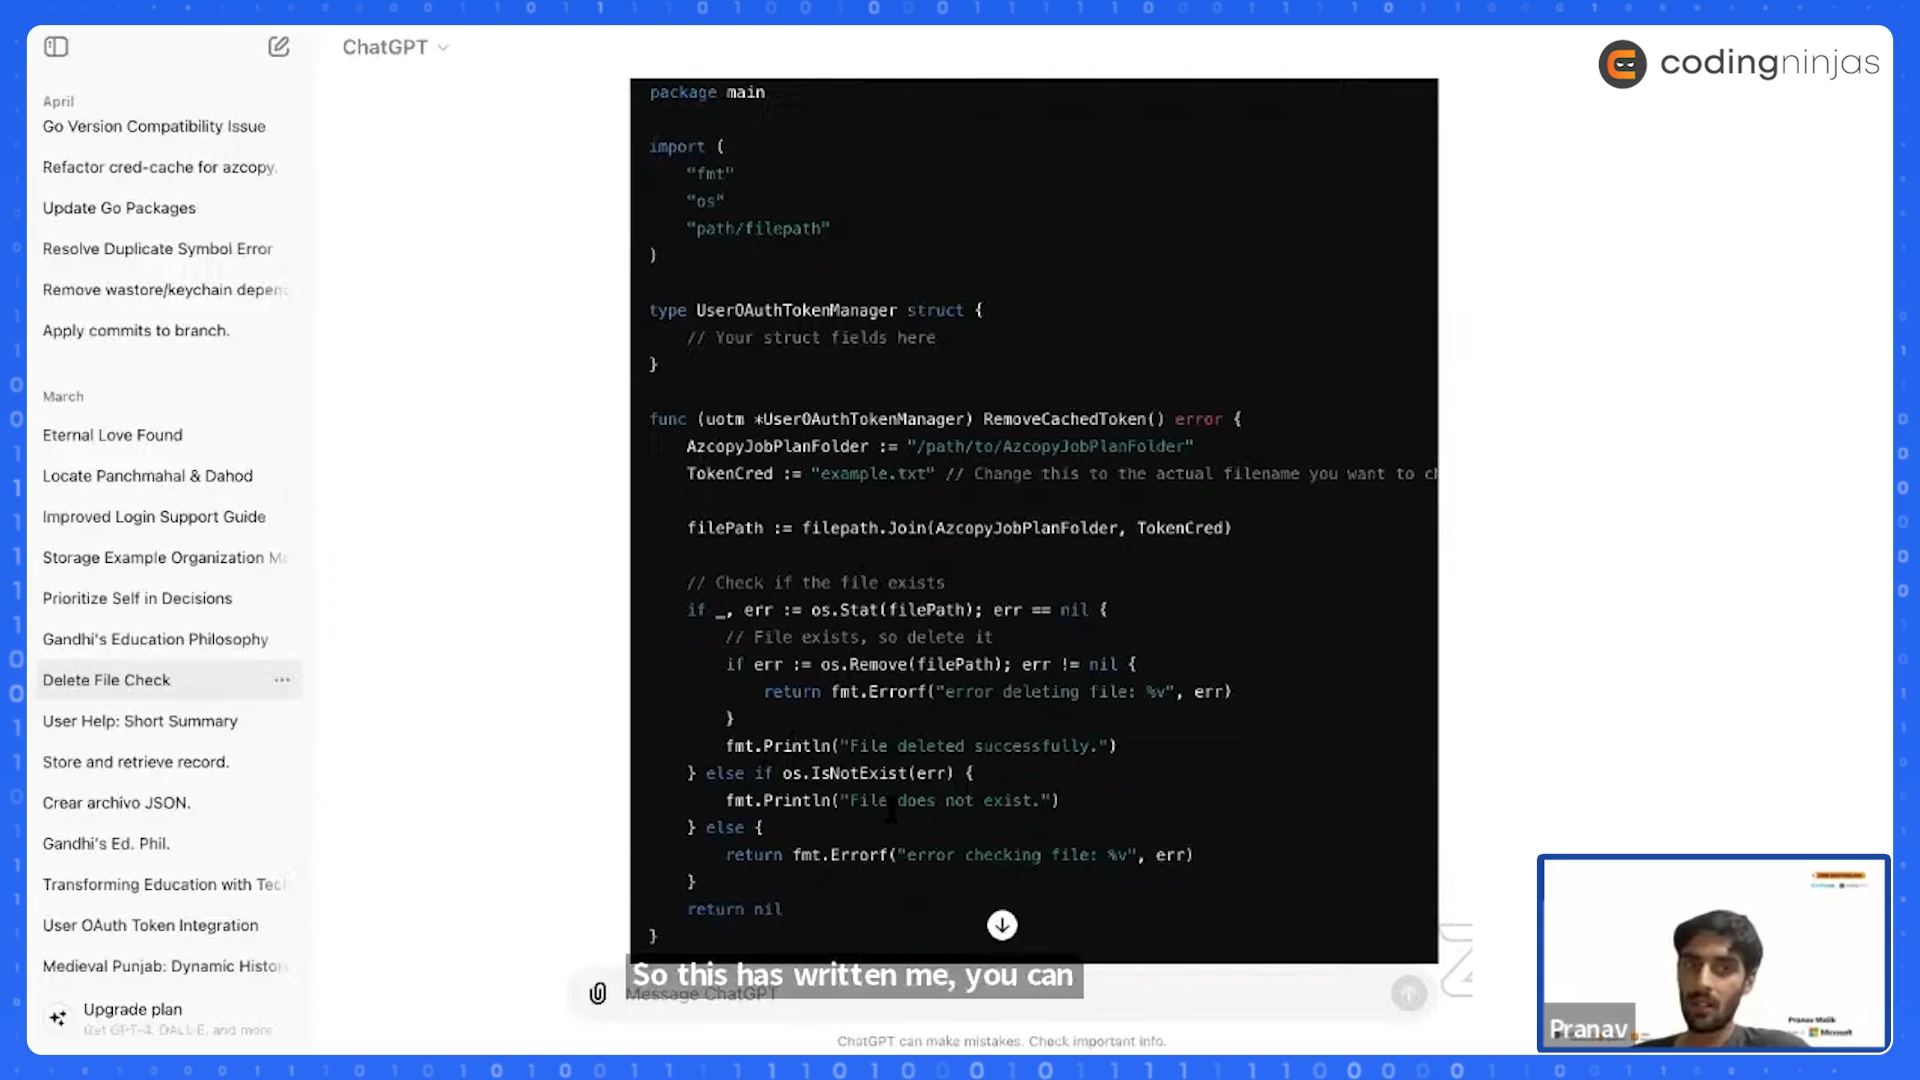 ChatGPT
codingninjas
April
Go Version Compatibility Issue
Refactor cred-cache for azcopy.
Update Go Packages
Resolve Duplicate Symbol Error
Remove wastore/keychain depen
Apply commits to branch.
March
Eternal Love Found
Locate Panchmahal & Dahod
Improved Login Support Guide
Storage Example Organization Mo
Prioritize Self in Decisions
Gandhi's Education Philosophy
Delete File Check
User Help: Short Summary
Store and retrieve record.
Crear archivo JSON.
Gandhi's Ed. Phil.
Transforming Education with Tech
User OAuth Token Integration
Medieval Punjab: Dynamic Histor
Upgrade plan
Get GPT-4, DALL-E, and more
package main
import (
"fmt"
"os"
"path/filepath"
)
type UserOAuthTokenManager struct {
// Your struct fields here
}
func (uotm *UserOAuthTokenManager) RemoveCachedToken() error {
AzcopyJobPlanFolder := "/path/to/AzcopyJobPlanFolder"
TokenCred := "example.txt" // Change this to the actual filename you want to ch
filePath := filepath.Join(AzcopyJobPlanFolder, TokenCred)
// Check if the file exists
if _, err := os.Stat(filePath); err == nil {
// File exists, so delete it
if err := os.Remove(filePath); err != nil {
return fmt.Errorf("error deleting file: %v", err)
}
fmt.Println("File deleted successfully.")
} else if os.IsNotExist(err) {
fmt.Println("File does not exist.")
} else {
return fmt.Errorf("error checking file: %v", err)
}
return nil
}
So this has written me, you can
Message ChatGPT
ChatGPT can make mistakes. Check important info.
Pranav
Pranav Malik
Microsoft